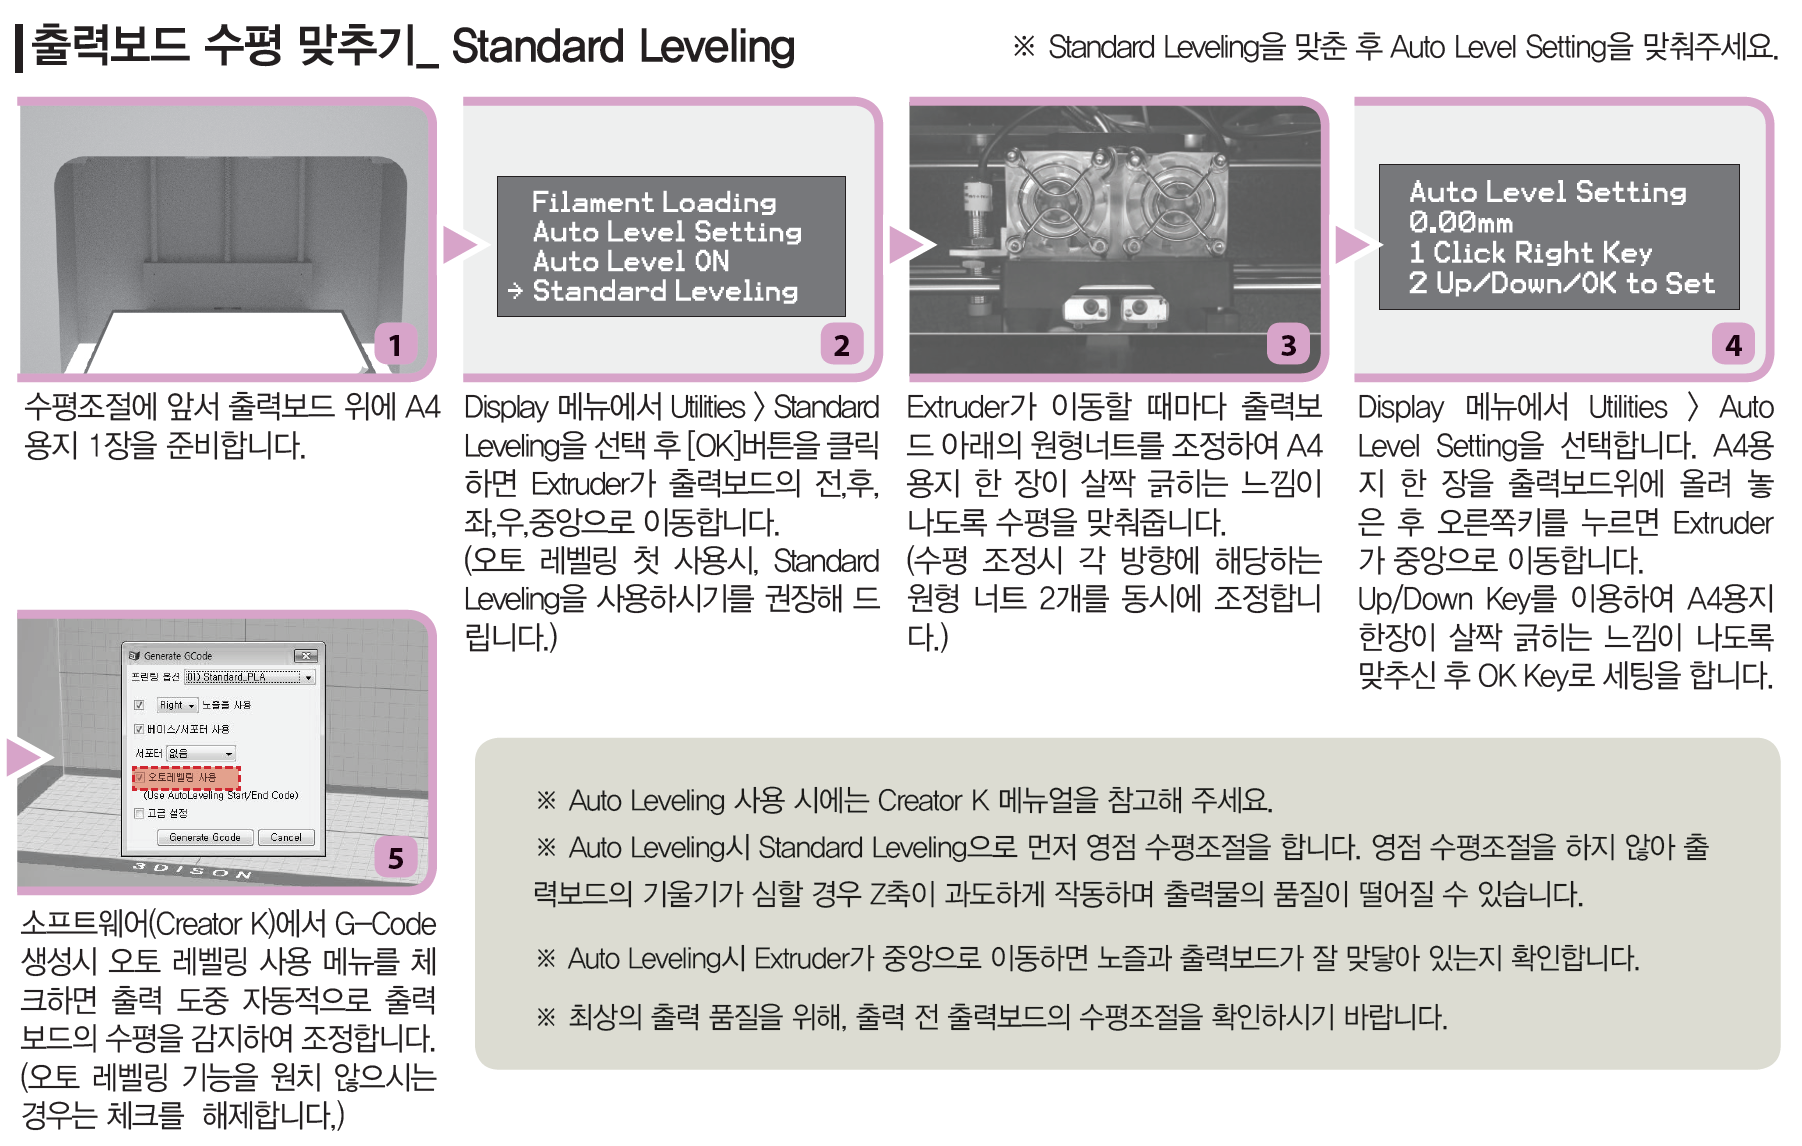 출력보드 수평 맞추기_ Standard Leveling
※ Standard Leveling을 맞춘 후 Auto Level Setting을 맞춰주세요.
1
수평조절에 앞서 출력보드 위에 A4
용지 1장을 준비합니다.
Filament Loading
Auto Level Setting
Auto Level ON
→ Standard Leveling
2
Display 메뉴에서 Utilities 〉 Standard
Leveling을 선택 후 [OK]버튼을 클릭
하면 Extruder가 출력보드의 전,후,
좌,우,중앙으로 이동합니다.
(오토 레벨링 첫 사용시, Standard
Leveling을 사용하시기를 권장해 드
립니다.)
3
Extruder가 이동할 때마다 출력보
드 아래의 원형너트를 조정하여 A4
용지 한 장이 살짝 긁히는 느낌이
나도록 수평을 맞춰줍니다.
(수평 조정시 각 방향에 해당하는
원형 너트 2개를 동시에 조정합니
다.)
Auto Level Setting
0.00mm
1 Click Right Key
2 Up/Down/OK to Set
4
Display 메뉴에서 Utilities 〉 Auto
Level Setting을 선택합니다. A4용
지 한 장을 출력보드위에 올려 놓
은 후 오른쪽키를 누르면 Extruder
가 중앙으로 이동합니다.
Up/Down Key를 이용하여 A4용지
한장이 살짝 긁히는 느낌이 나도록
맞추신 후 OK Key로 세팅을 합니다.
Generate GCode
프린팅 옵션 (01) Standard_PLA
Right 노즐을 사용
베이스/서포터 사용
서포터 없음
오토레벨링 사용
(Use AutoLeveling Start/End Code)
고급 설정
Generate Gcode Cancel
3DISON
5
소프트웨어(Creator K)에서 G-Code
생성시 오토 레벨링 사용 메뉴를 체
크하면 출력 도중 자동적으로 출력
보드의 수평을 감지하여 조정합니다.
(오토 레벨링 기능을 원치 않으시는
경우는 체크를 해제합니다.)
※ Auto Leveling 사용 시에는 Creator K 메뉴얼을 참고해 주세요.
※ Auto Leveling시 Standard Leveling으로 먼저 영점 수평조절을 합니다. 영점 수평조절을 하지 않아 출
력보드의 기울기가 심할 경우 Z축이 과도하게 작동하며 출력물의 품질이 떨어질 수 있습니다.
※ Auto Leveling시 Extruder가 중앙으로 이동하면 노즐과 출력보드가 잘 맞닿아 있는지 확인합니다.
※ 최상의 출력 품질을 위해, 출력 전 출력보드의 수평조절을 확인하시기 바랍니다.